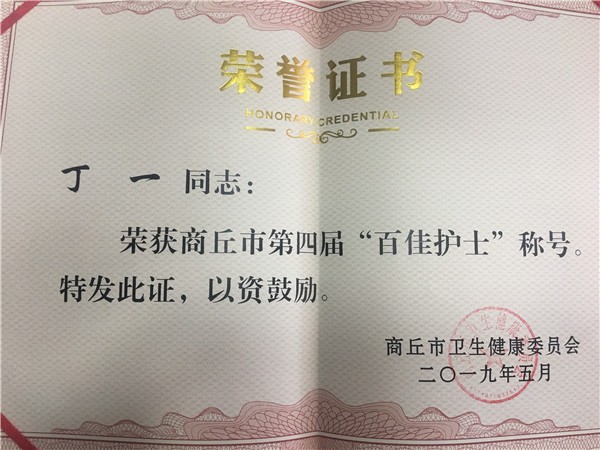 荣誉证书
HONORARY CREDENTIAL
丁 一 同志：
荣获商丘市第四届“百佳护士”称号。
特发此证，以资鼓励。
商丘市卫生健康委员会
二〇一九年五月